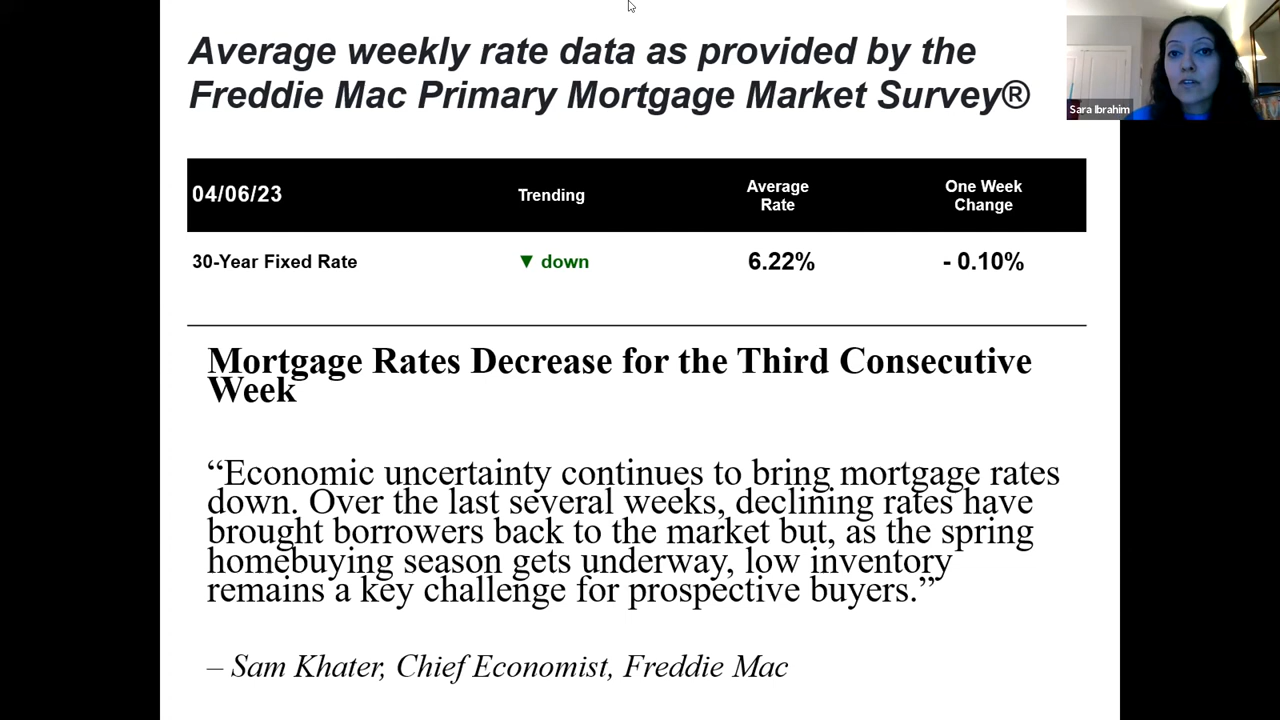 Average weekly rate data as provided by the
Freddie Mac Primary Mortgage Market Survey®
Sara Ibrahim
04/06/23 Trending Average Rate One Week Change
30-Year Fixed Rate ▼ down 6.22% - 0.10%
Mortgage Rates Decrease for the Third Consecutive
Week
“Economic uncertainty continues to bring mortgage rates
down. Over the last several weeks, declining rates have
brought borrowers back to the market but, as the spring
homebuying season gets underway, low inventory
remains a key challenge for prospective buyers.”
– Sam Khater, Chief Economist, Freddie Mac